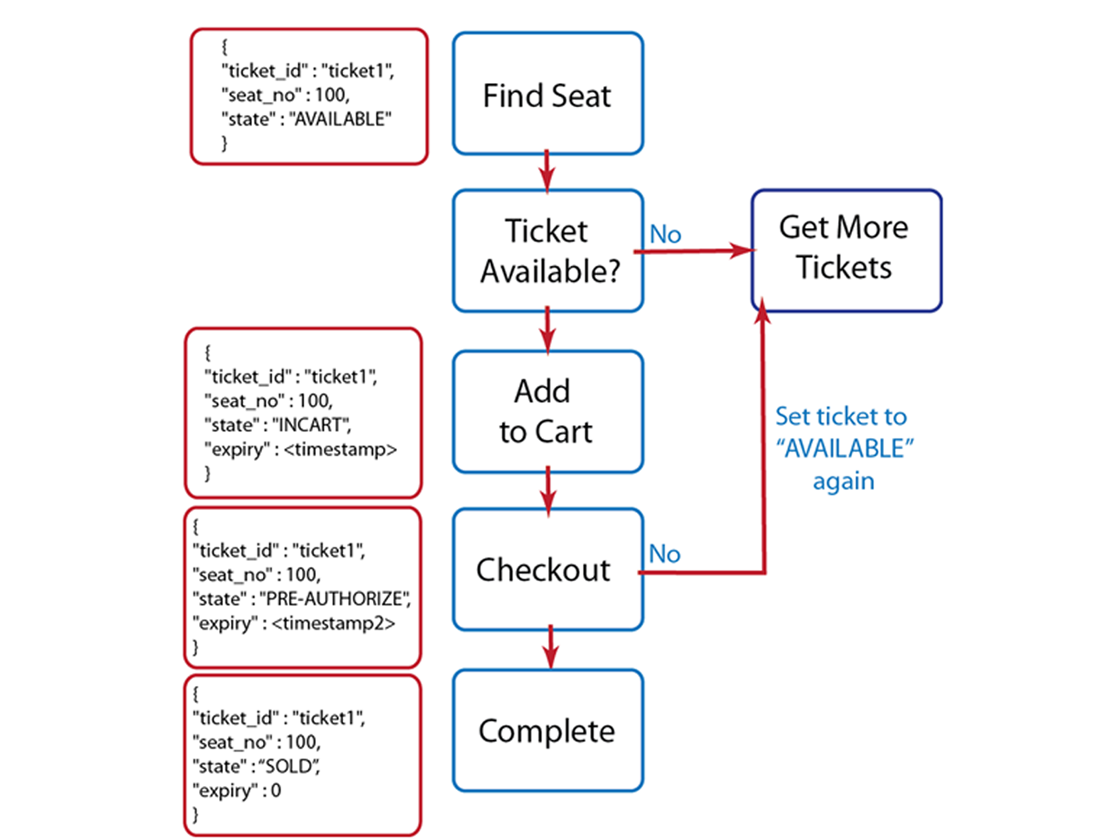 {
"ticket_id" : "ticket1",
"seat_no" : 100,
"state" : "AVAILABLE"
}
Find Seat
Ticket
Available?
No
Get More
Tickets
{
"ticket_id" : "ticket1",
"seat_no" : 100,
"state" : "INCART",
"expiry" : <timestamp>
}
Add
to Cart
Set ticket to
“AVAILABLE”
again
{
"ticket_id" : "ticket1",
"seat_no" : 100,
"state" : "PRE-AUTHORIZE",
"expiry" : <timestamp2>
}
Checkout
No
{
"ticket_id" : "ticket1",
"seat_no" : 100,
"state" : “SOLD”,
"expiry" : 0
}
Complete